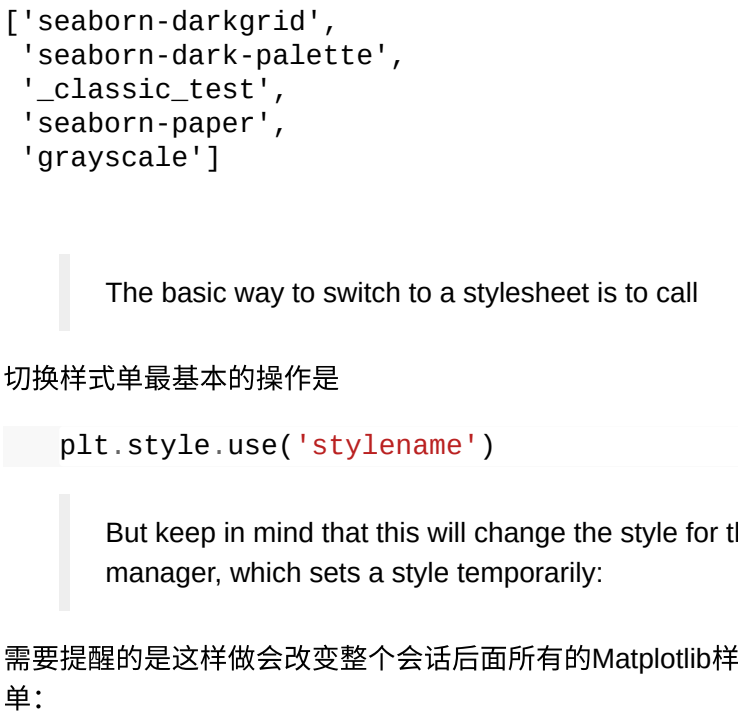 ['seaborn-darkgrid',
 'seaborn-dark-palette',
 '_classic_test',
 'seaborn-paper',
 'grayscale']
The basic way to switch to a stylesheet is to call
切换样式单最基本的操作是
plt.style.use('stylename')
But keep in mind that this will change the style for
manager, which sets a style temporarily:
需要提醒的是这样做会改变整个会话后面所有的Matplotlib样
单：